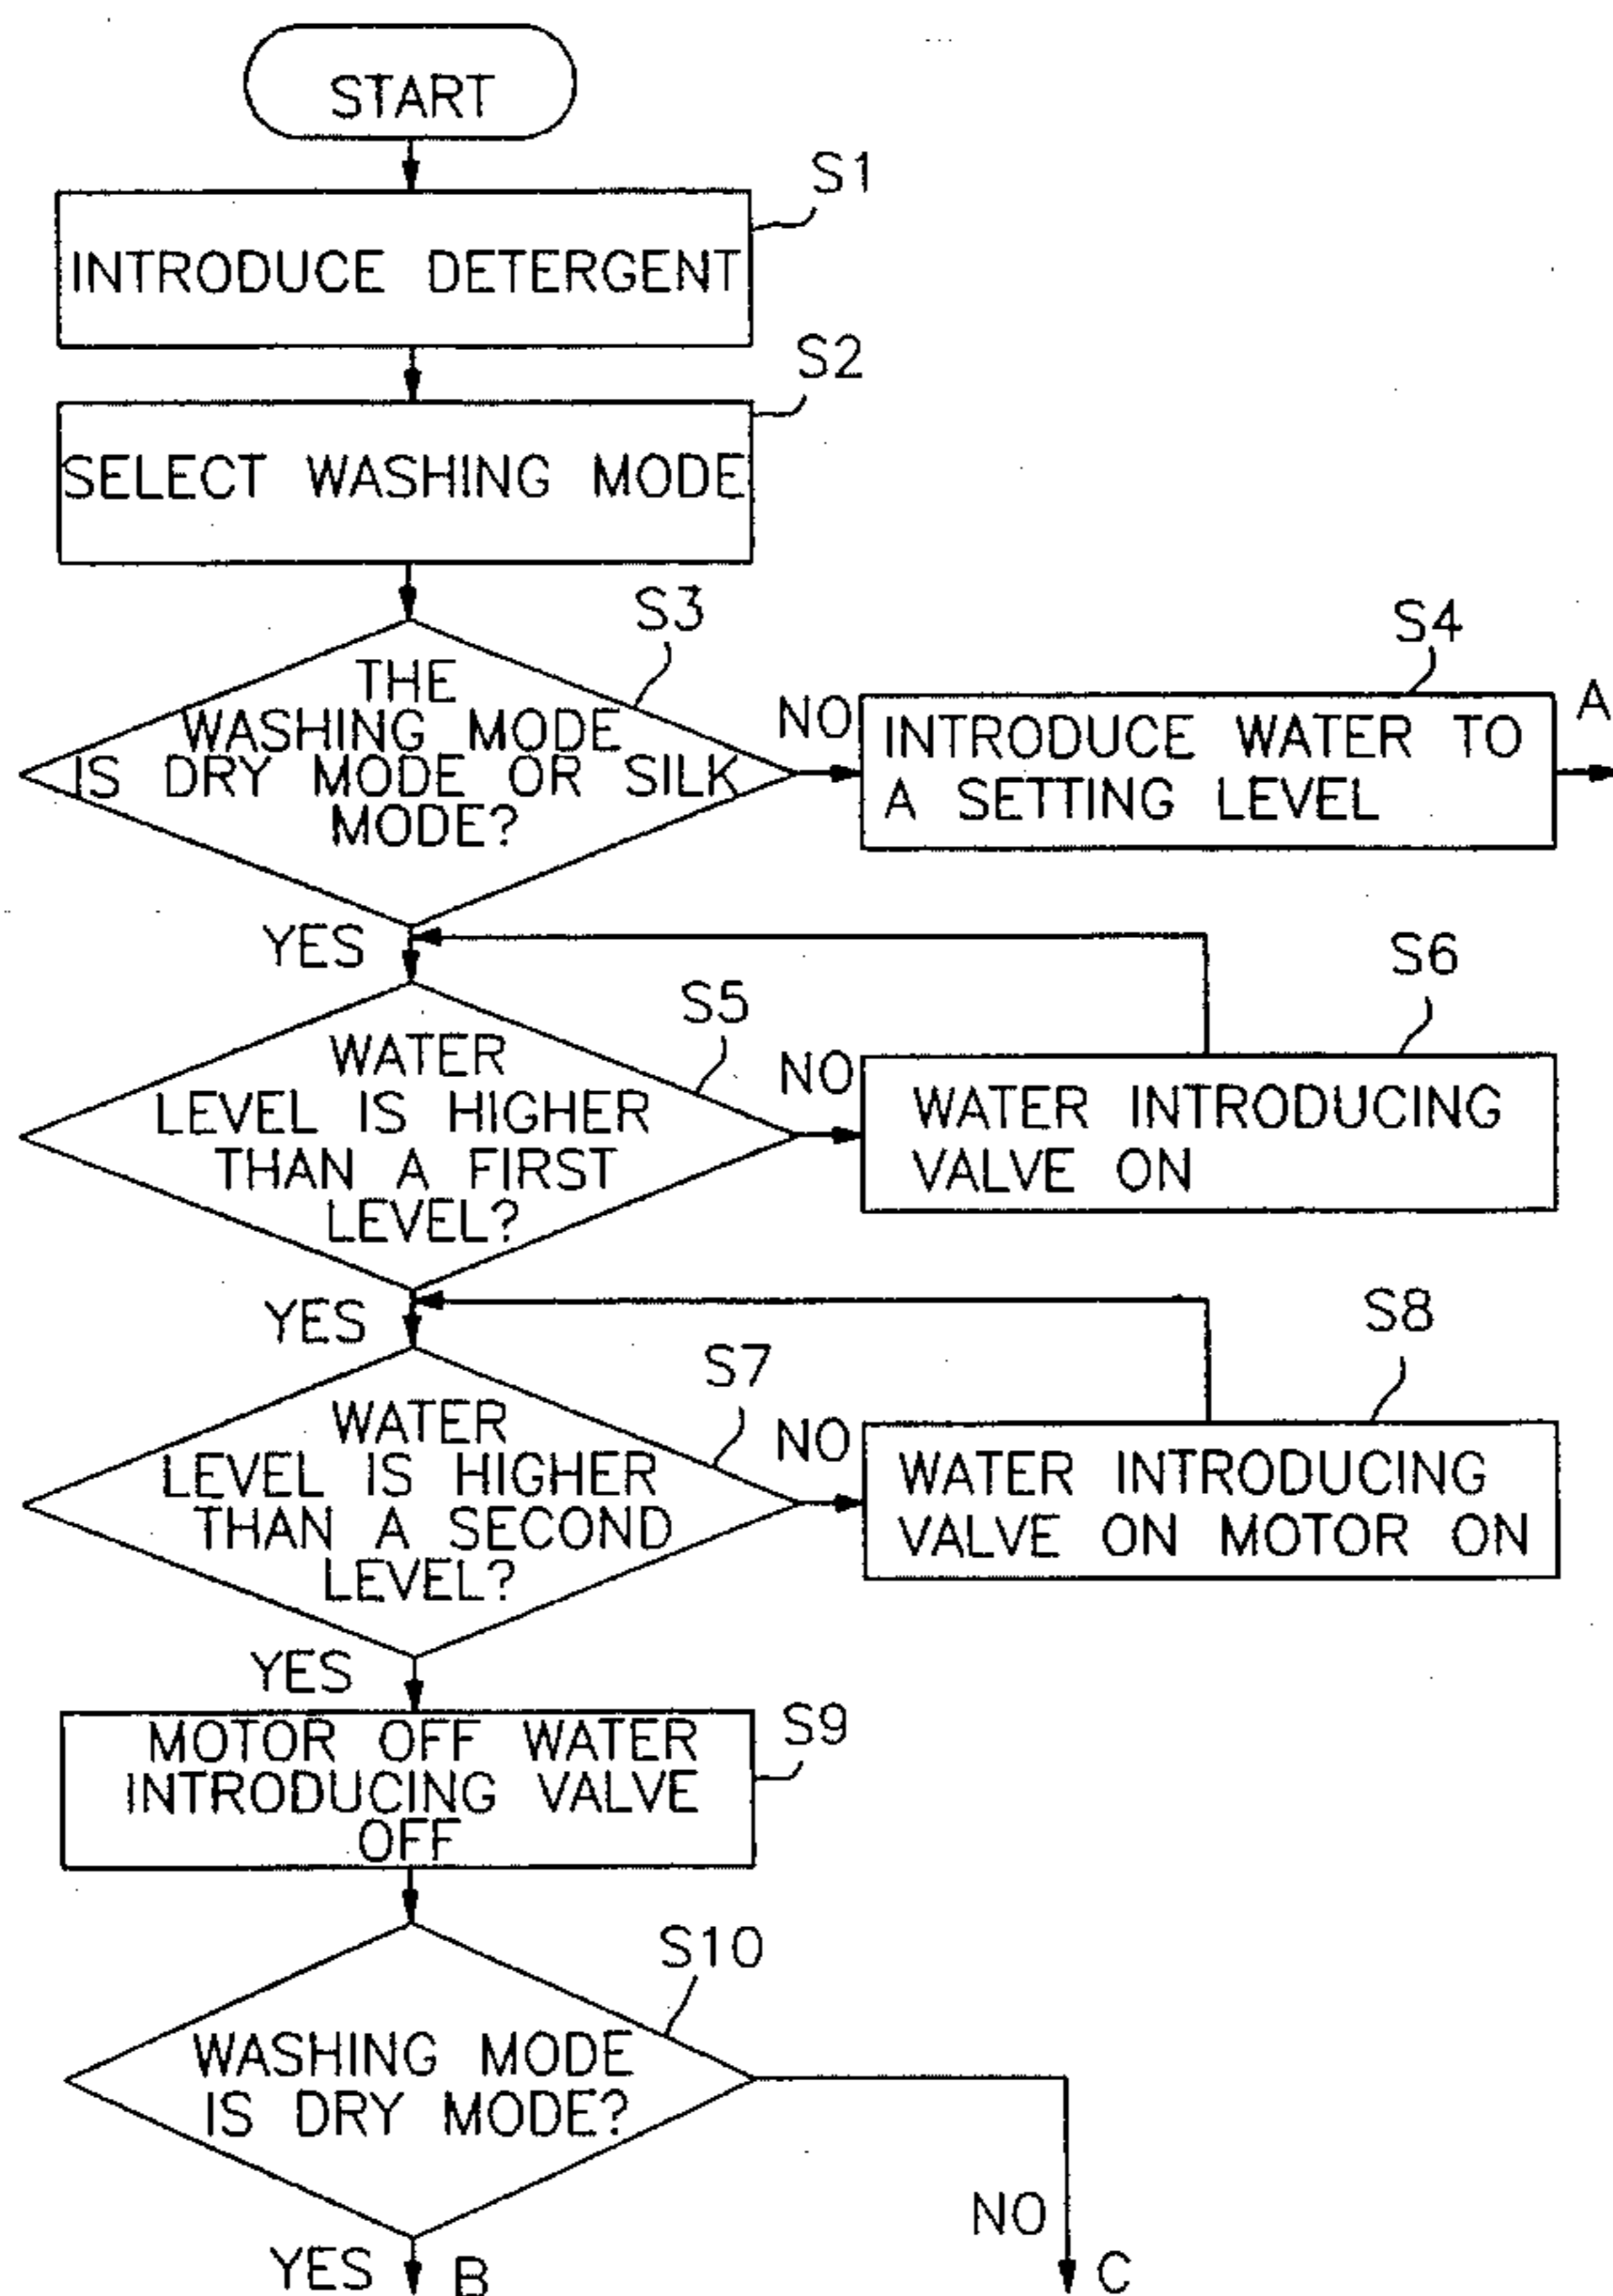 START
S1
INTRODUCE DETERGENT
S2
SELECT WASHING MODE
S3
THE
WASHING MODE
IS DRY MODE OR SILK
MODE?
NO
S4
INTRODUCE WATER TO
A SETTING LEVEL
A
YES
S5
WATER
LEVEL IS HIGHER
THAN A FIRST
LEVEL?
NO
S6
WATER INTRODUCING
VALVE ON
YES
S7
WATER
LEVEL IS HIGHER
THAN A SECOND
LEVEL?
NO
S8
WATER INTRODUCING
VALVE ON MOTOR ON
YES
S9
MOTOR OFF WATER
INTRODUCING VALVE
OFF
S10
WASHING MODE
IS DRY MODE?
NO
C
YES
B